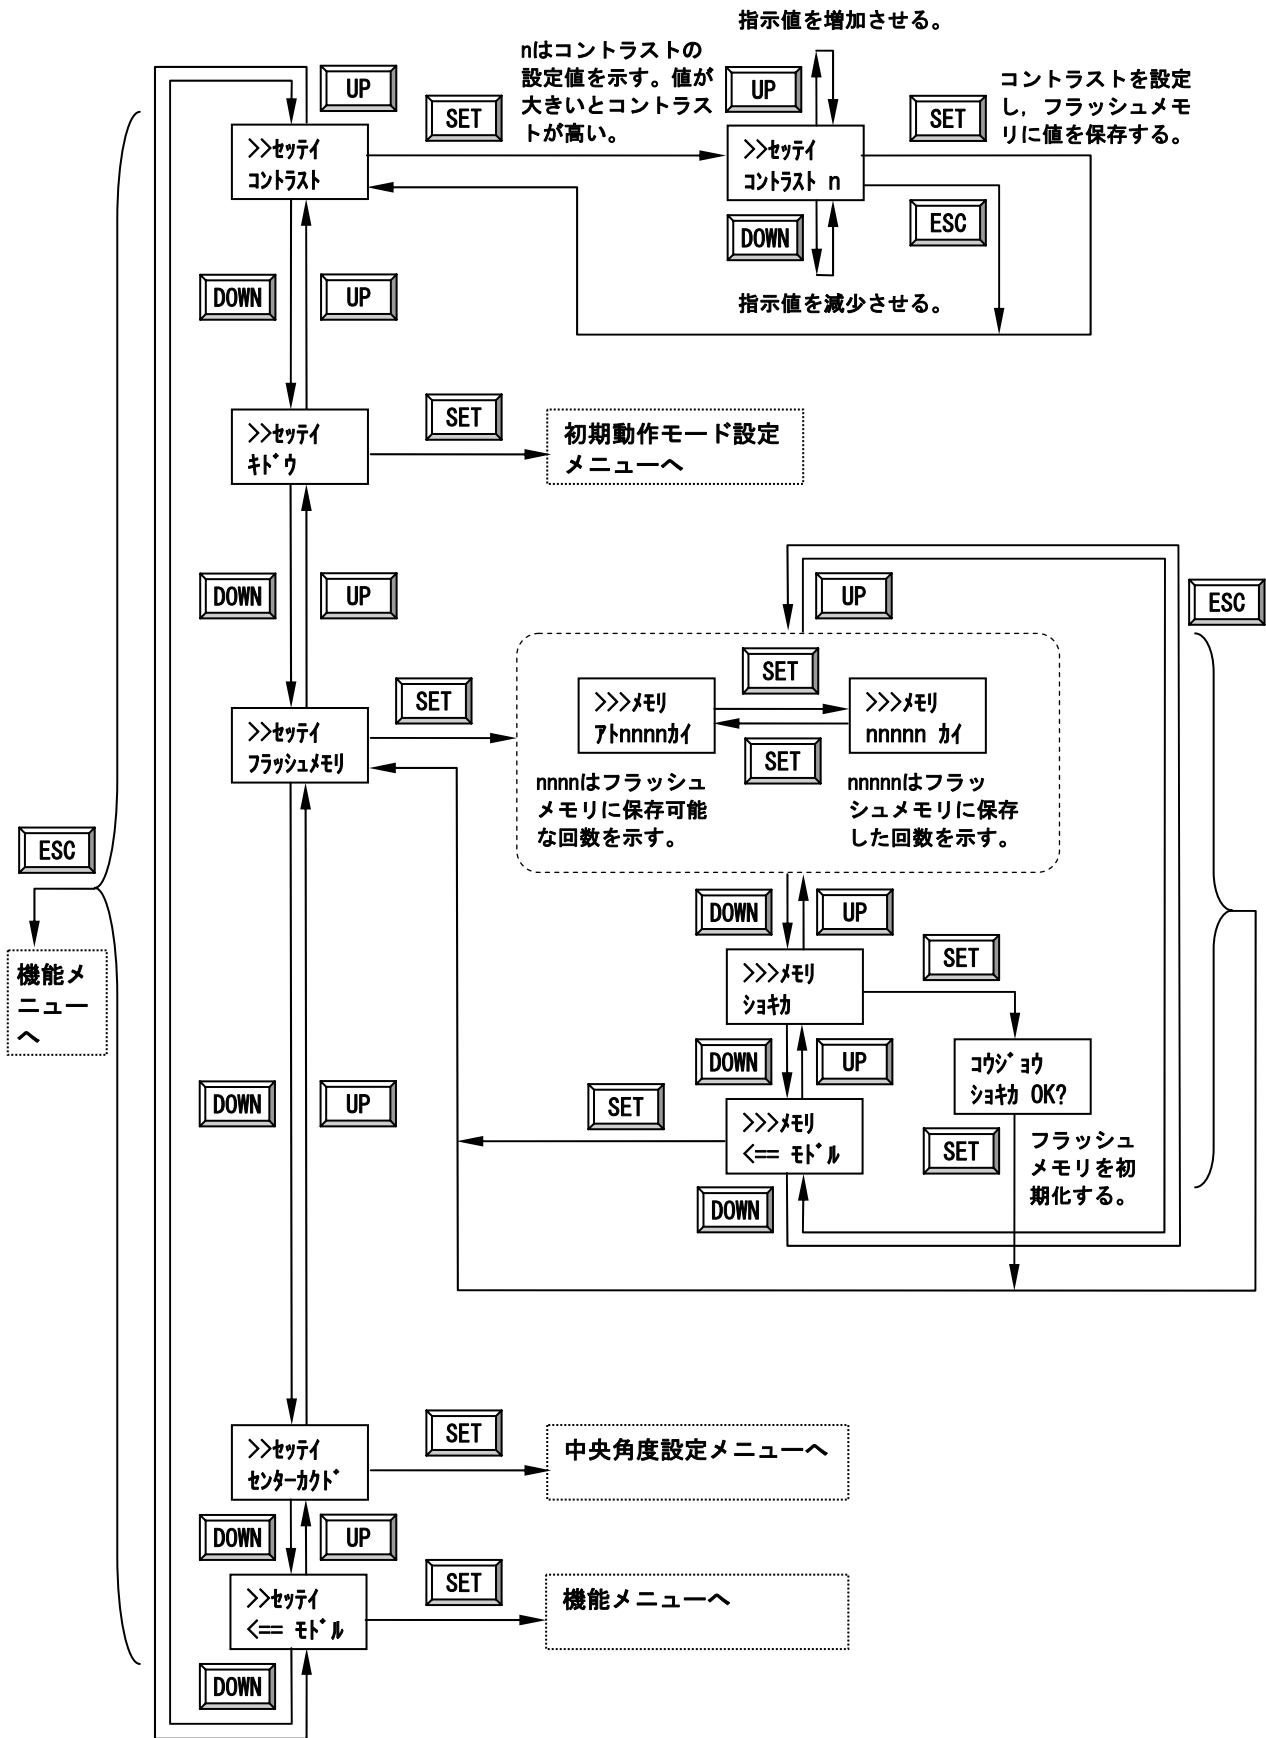 指示値を増加させる。
nはコントラストの
設定値を示す。値が
大きいとコントラス
トが高い。
UP
SET
UP
SET
コントラストを設定
し，フラッシュメモ
リに値を保存する。
>>ｾｯﾃｲ
ｺﾝﾄﾗｽﾄ
>>ｾｯﾃｲ
ｺﾝﾄﾗｽﾄ n
DOWN
ESC
指示値を減少させる。
DOWN
UP
SET
>>ｾｯﾃｲ
ｷﾄﾞｳ
初期動作モード設定
メニューへ
DOWN
UP
UP
ESC
SET
SET
>>ｾｯﾃｲ
ﾌﾗｯｼｭﾒﾓﾘ
>>>ﾒﾓﾘ
ｱﾄnnnnｶｲ
>>>ﾒﾓﾘ
nnnnn ｶｲ
SET
nnnnはフラッシュ
メモリに保存可能
な回数を示す。
nnnnnはフラッ
シュメモリに保存
した回数を示す。
ESC
機能メ
ニュー
へ
DOWN
UP
SET
>>>ﾒﾓﾘ
ｼｮｷｶ
DOWN
UP
ｺｳｼﾞｮｳ
ｼｮｷｶ OK?
DOWN
UP
SET
>>>ﾒﾓﾘ
<== ﾓﾄﾞﾙ
SET
フラッシュ
メモリを初
期化する。
DOWN
SET
>>ｾｯﾃｲ
ｾﾝﾀｰｶｸﾄﾞ
中央角度設定メニューへ
DOWN
UP
SET
>>ｾｯﾃｲ
<== ﾓﾄﾞﾙ
機能メニューへ
DOWN